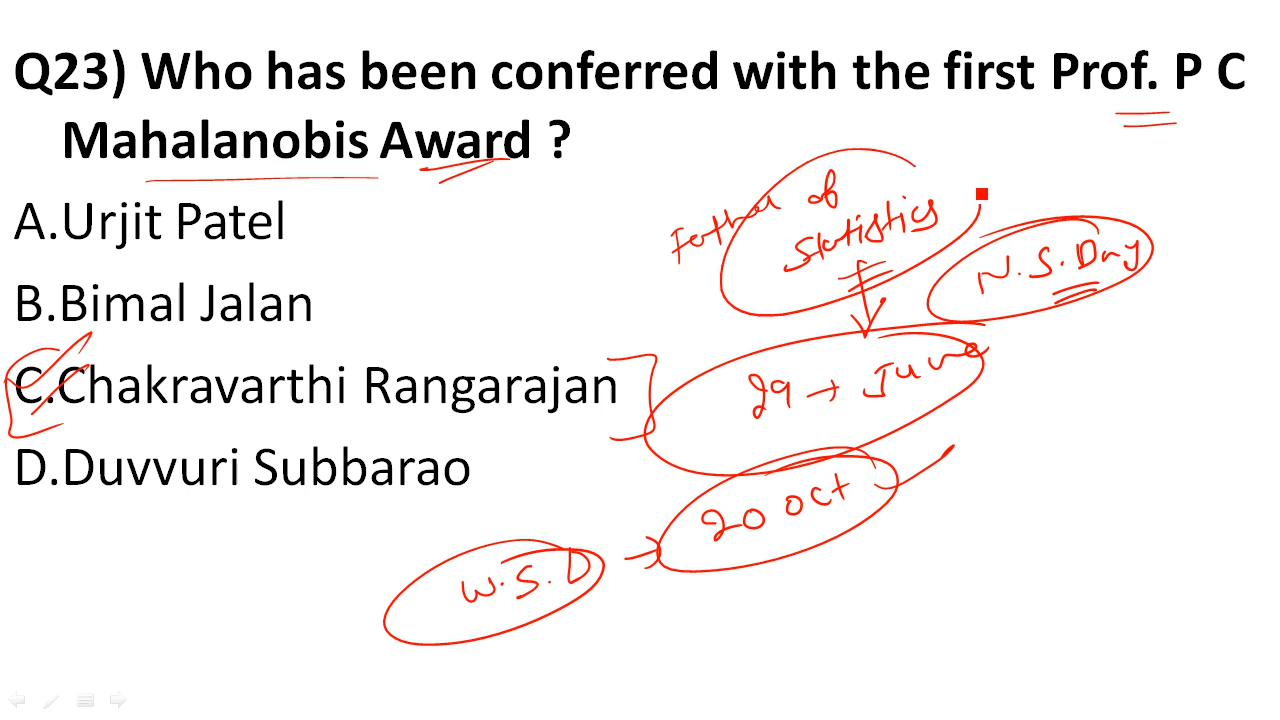 Q23) Who has been conferred with the first Prof. P C
Mahalanobis Award ?
A.Urjit Patel
B.Bimal Jalan
C.Chakravarthi Rangarajan
D.Duvvuri Subbarao
Father of
Statistics
N.S.Day
29 → June
20 Oct
W.S.D